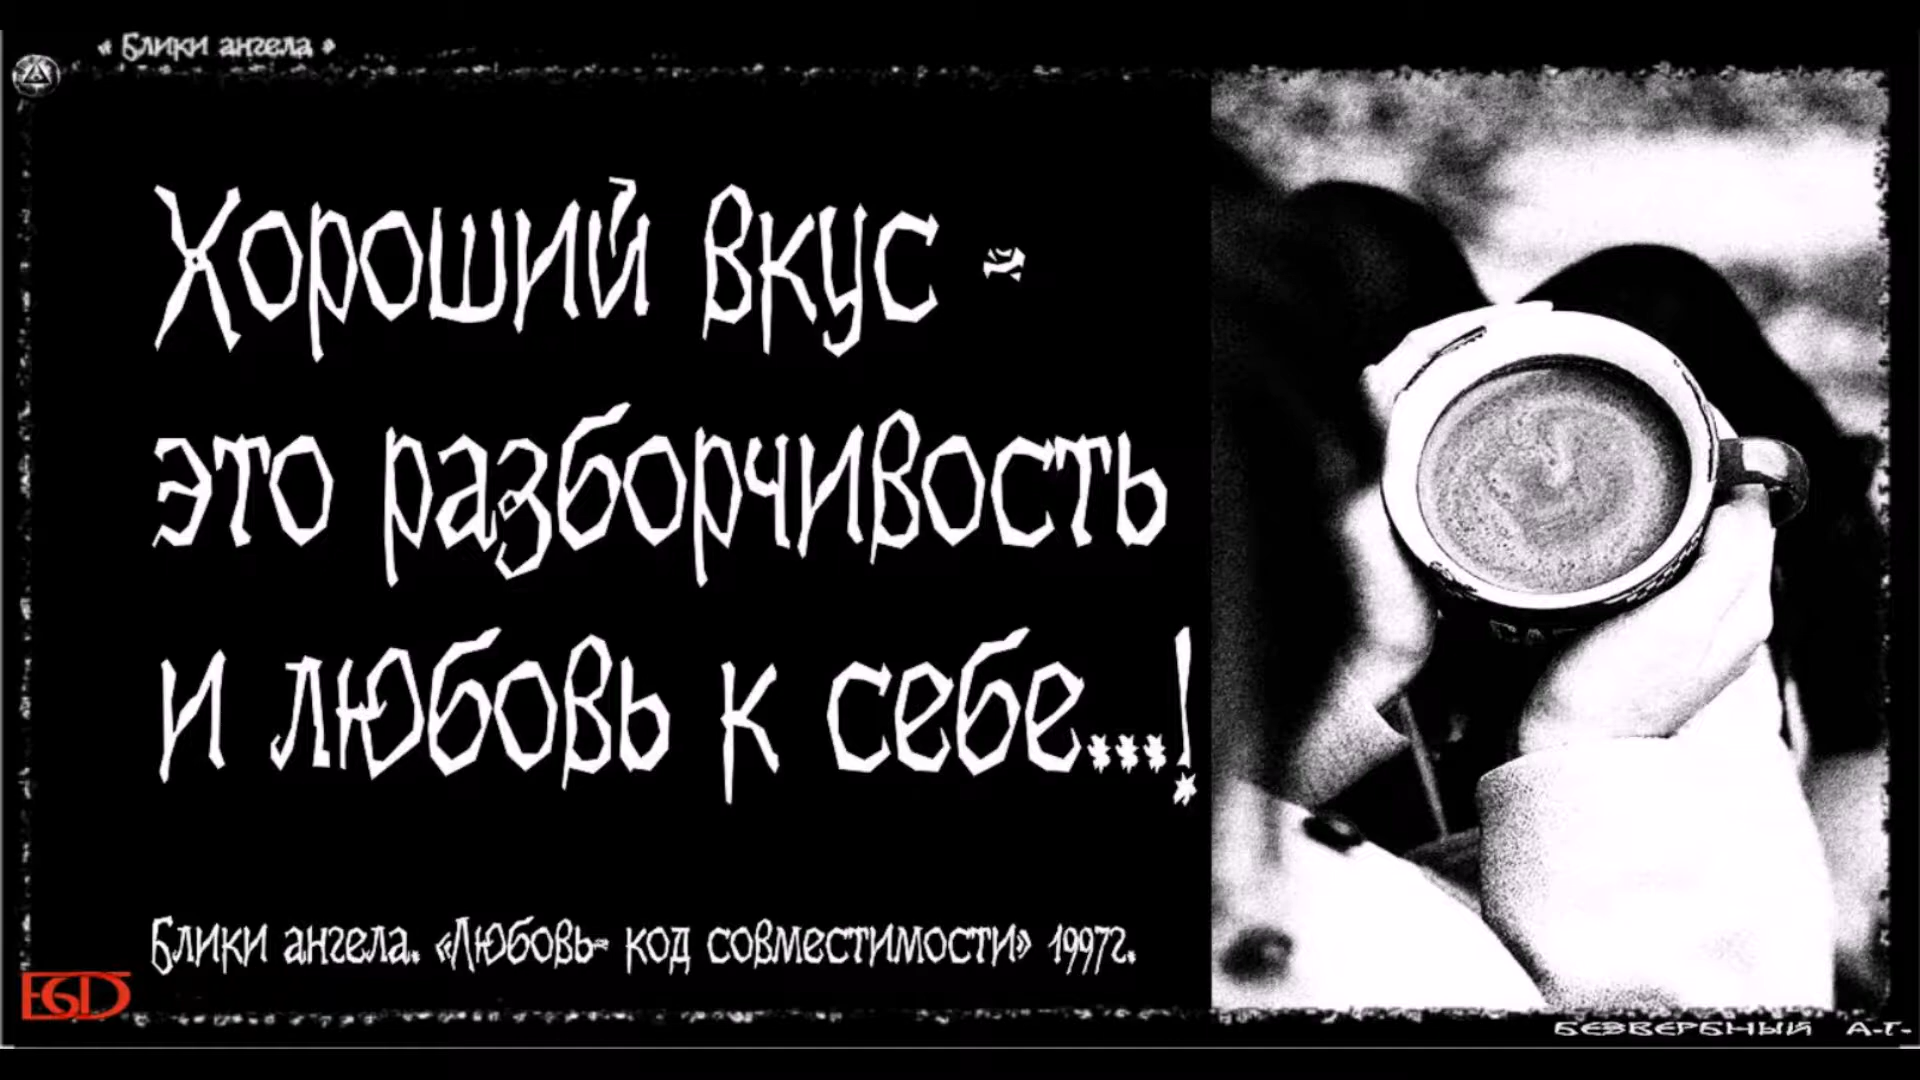 « Блики ангела »
Хороший вкус -
это разборчивость
и любовь к себе...!
Блики ангела. «Любовь- код совместимости» 1997г.
БЕЗВЕРБНЫЙ А.Г.